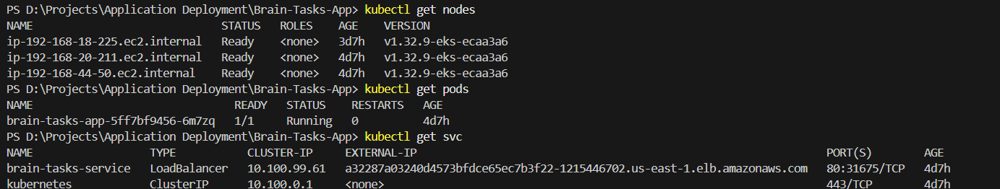 PS D:\Projects\Application Deployment\Brain-Tasks-App> kubectl get nodes
NAME STATUS ROLES AGE VERSION
ip-192-168-18-225.ec2.internal Ready <none> 3d7h v1.32.9-eks-ecaa3a6
ip-192-168-20-211.ec2.internal Ready <none> 4d7h v1.32.9-eks-ecaa3a6
ip-192-168-44-50.ec2.internal Ready <none> 4d7h v1.32.9-eks-ecaa3a6
PS D:\Projects\Application Deployment\Brain-Tasks-App> kubectl get pods
NAME READY STATUS RESTARTS AGE
brain-tasks-app-5ff7bf9456-6m7zq 1/1 Running 0 4d7h
PS D:\Projects\Application Deployment\Brain-Tasks-App> kubectl get svc
NAME TYPE CLUSTER-IP EXTERNAL-IP PORT(S) AGE
brain-tasks-service LoadBalancer 10.100.99.61 a32287a03240d4573bfdce65ec7b3f22-1215446702.us-east-1.elb.amazonaws.com 80:31675/TCP 4d7h
kubernetes ClusterIP 10.100.0.1 <none> 443/TCP 4d7h